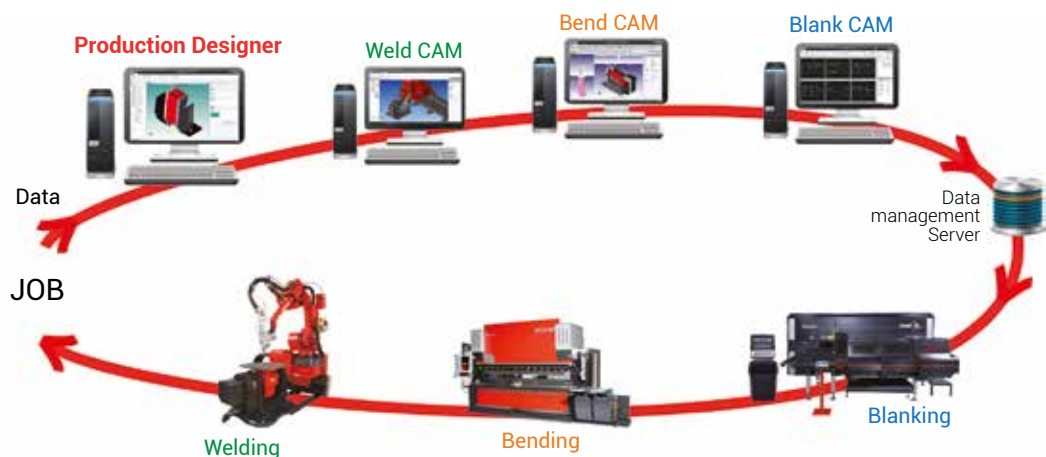 Production Designer
Weld CAM
Bend CAM
Blank CAM
Data
Data
management
Server
JOB
Welding
Bending
Blanking